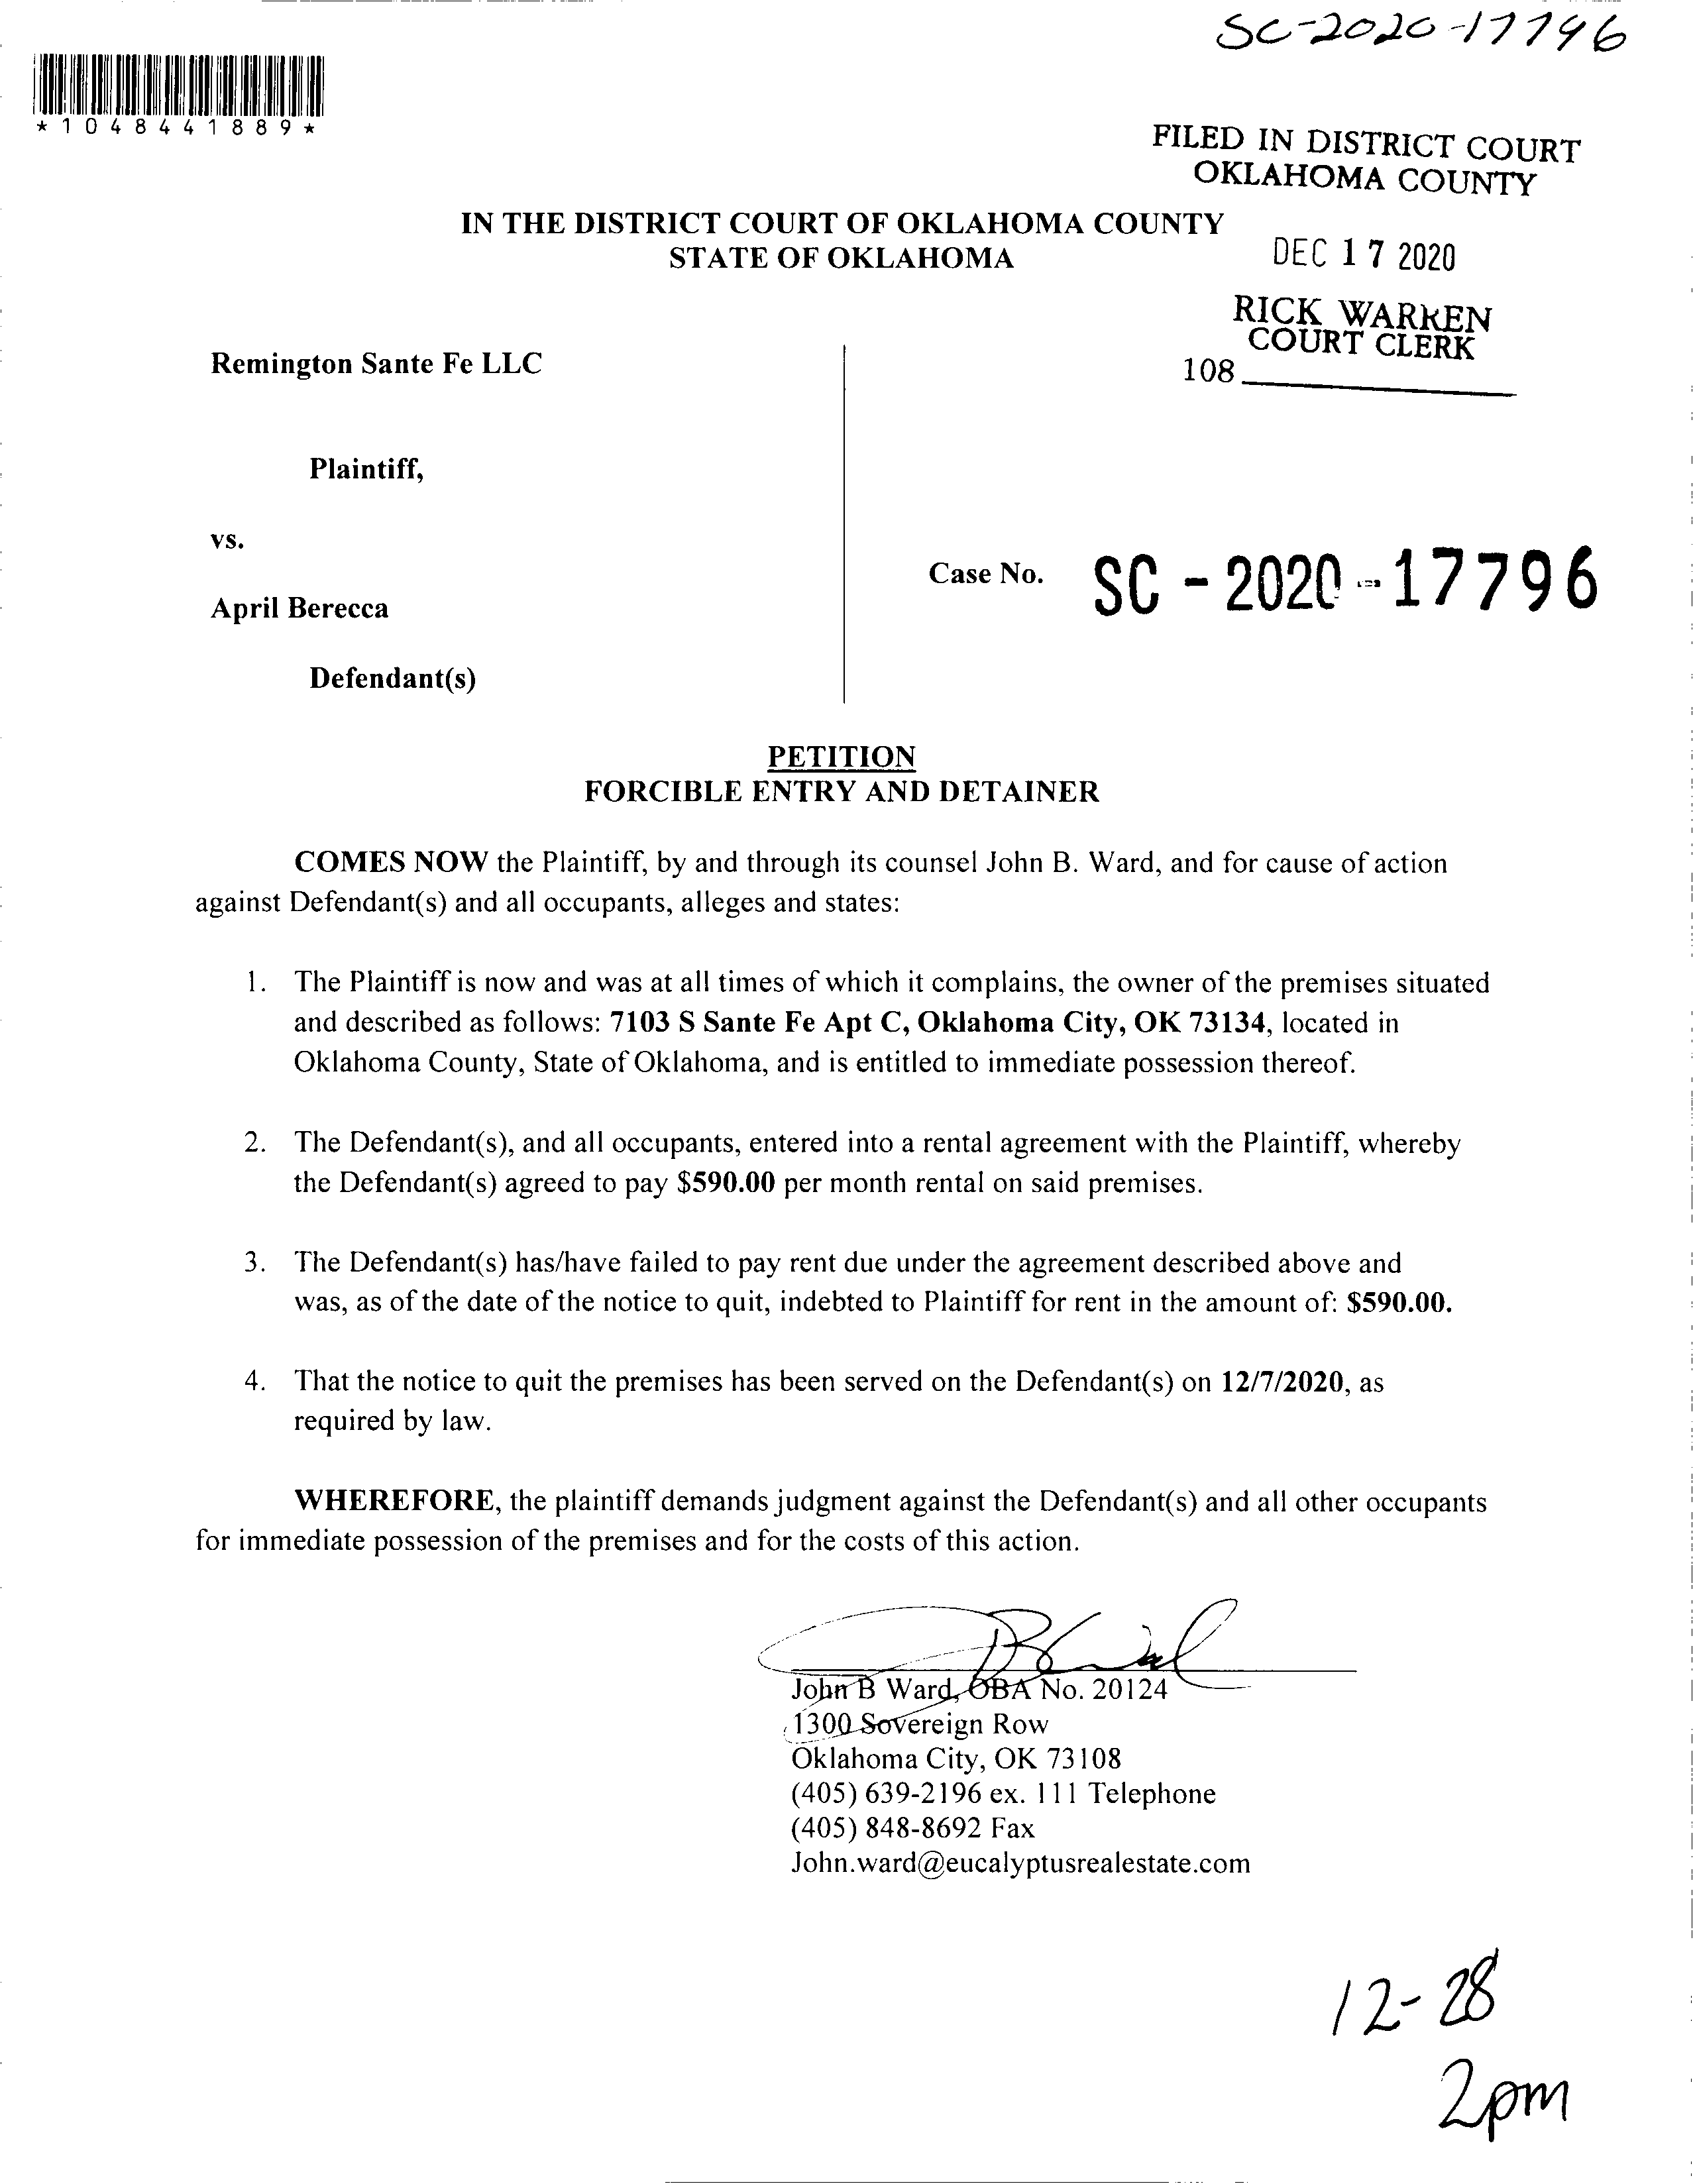 SC-2020-17796
*1048441889*
FILED IN DISTRICT COURT
OKLAHOMA COUNTY
IN THE DISTRICT COURT OF OKLAHOMA COUNTY
STATE OF OKLAHOMA
DEC 17 2020
RICK WARREN
COURT CLERK
108
Remington Sante Fe LLC
Plaintiff,
vs.
Case No. SC - 2020 - 17796
April Berecca
Defendant(s)
PETITION
FORCIBLE ENTRY AND DETAINER
COMES NOW the Plaintiff, by and through its counsel John B. Ward, and for cause of action
against Defendant(s) and all occupants, alleges and states:
1. The Plaintiff is now and was at all times of which it complains, the owner of the premises situated
and described as follows: 7103 S Sante Fe Apt C, Oklahoma City, OK 73134, located in
Oklahoma County, State of Oklahoma, and is entitled to immediate possession thereof.
2. The Defendant(s), and all occupants, entered into a rental agreement with the Plaintiff, whereby
the Defendant(s) agreed to pay $590.00 per month rental on said premises.
3. The Defendant(s) has/have failed to pay rent due under the agreement described above and
was, as of the date of the notice to quit, indebted to Plaintiff for rent in the amount of: $590.00.
4. That the notice to quit the premises has been served on the Defendant(s) on 12/7/2020, as
required by law.
WHEREFORE, the plaintiff demands judgment against the Defendant(s) and all other occupants
for immediate possession of the premises and for the costs of this action.
John B Ward, OBA No. 20124
1300 Sovereign Row
Oklahoma City, OK 73108
(405) 639-2196 ex. 111 Telephone
(405) 848-8692 Fax
John.ward@eucalyptusrealestate.com
12-28
2pm